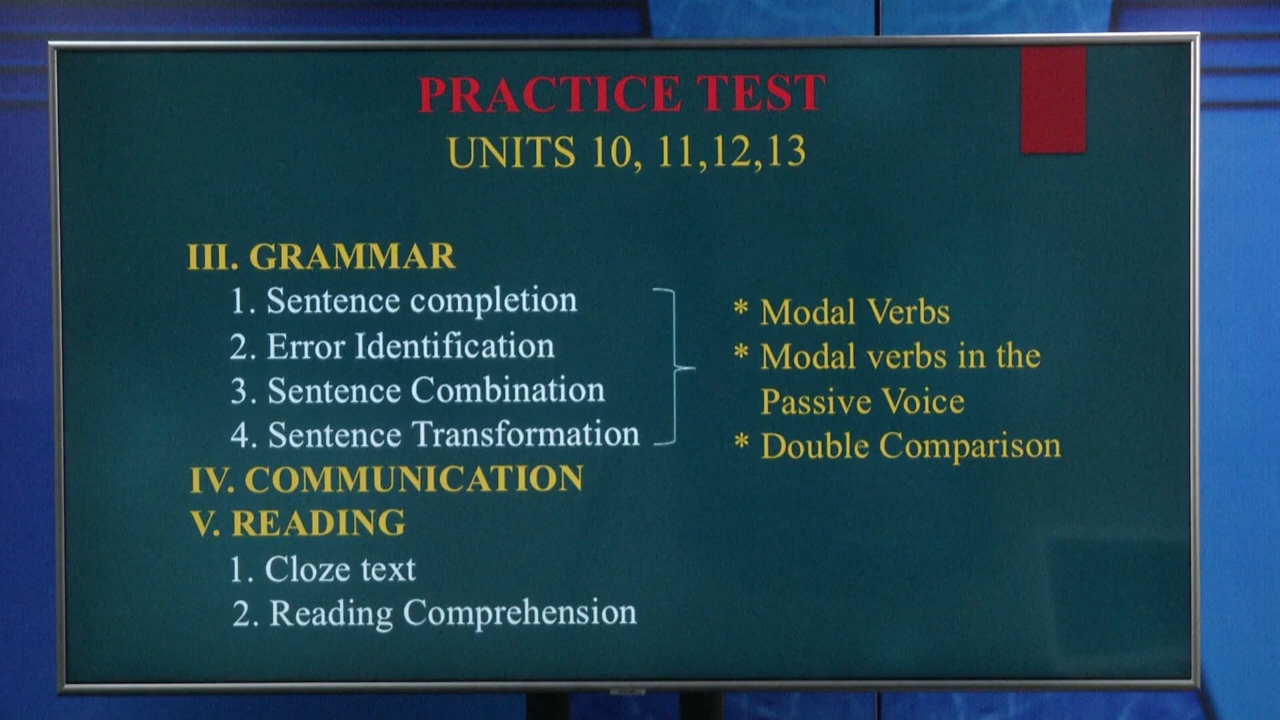 PRACTICE TEST
UNITS 10, 11,12,13
III. GRAMMAR
1. Sentence completion
2. Error Identification
3. Sentence Combination
4. Sentence Transformation
* Modal Verbs
* Modal verbs in the
Passive Voice
* Double Comparison
IV. COMMUNICATION
V. READING
1. Cloze text
2. Reading Comprehension